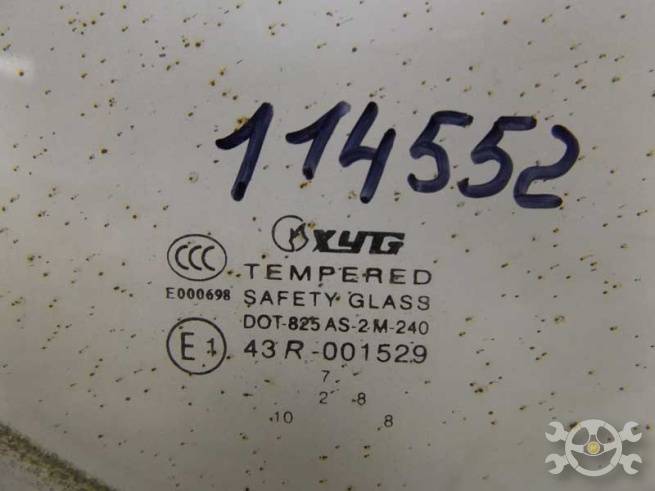 114552
XYG
CCC
TEMPERED
E000698
SAFETY GLASS
DOT-825 AS-2 M-240
E1
43 R-001529
7
2 8
10 8